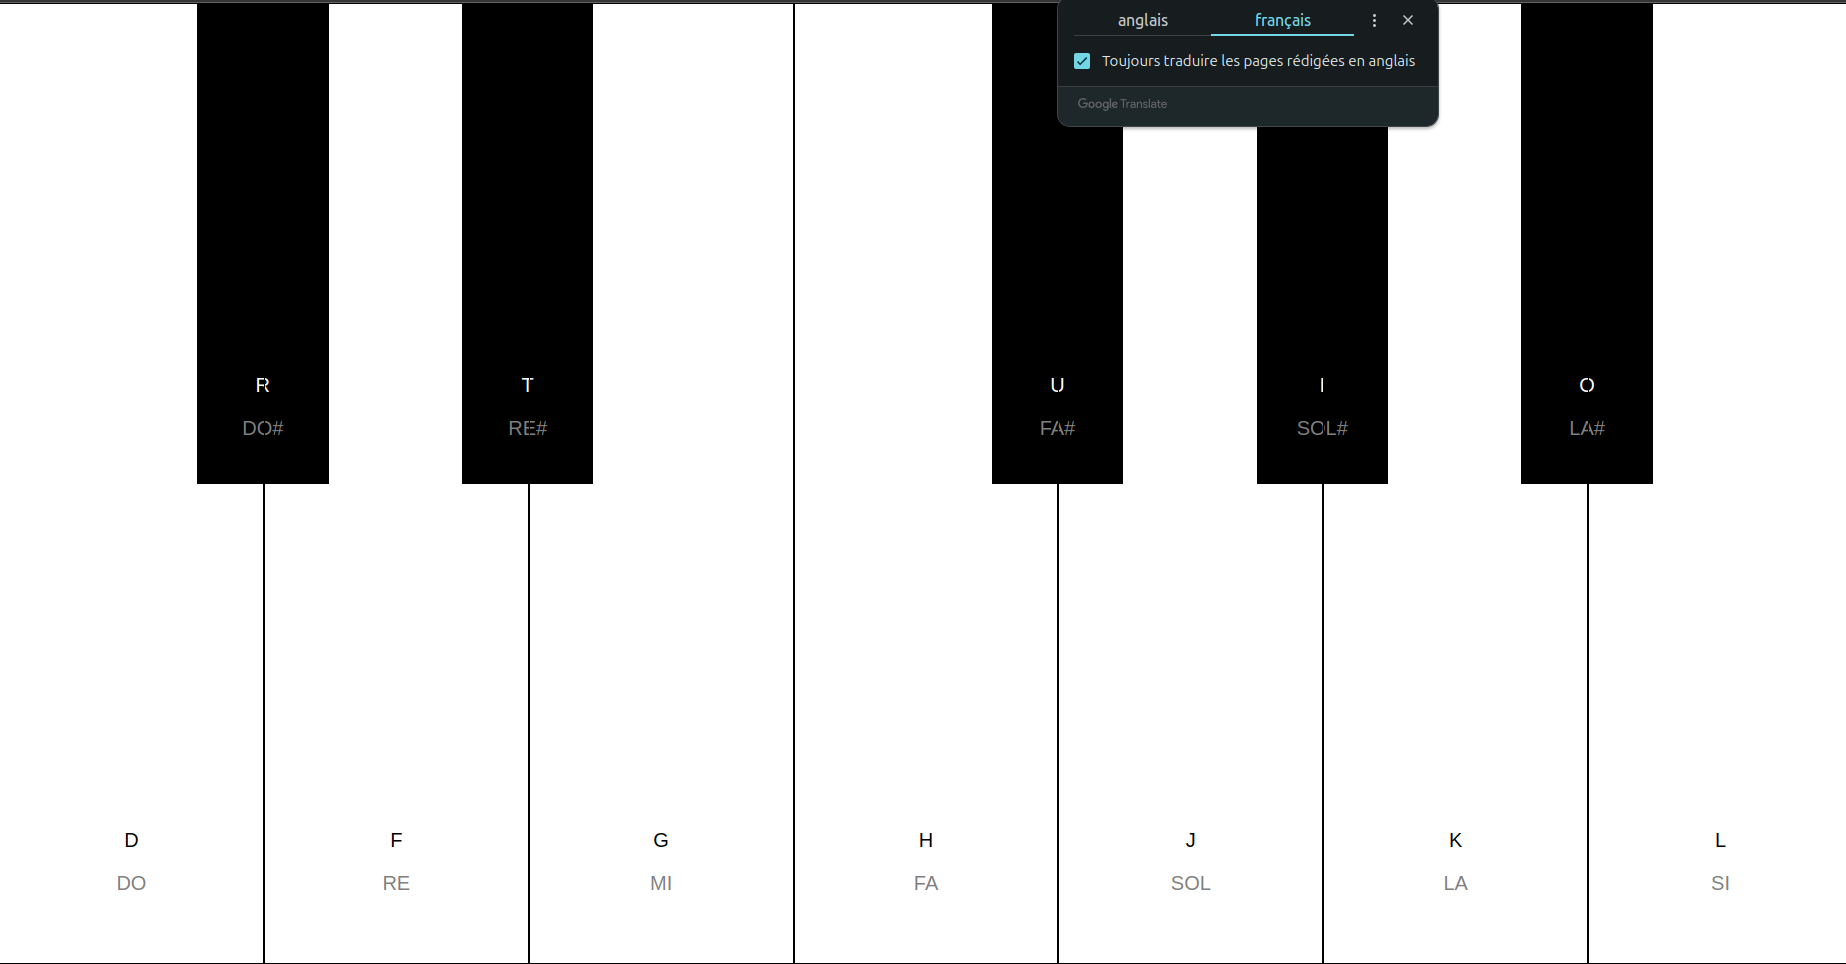 anglais français
Toujours traduire les pages rédigées en anglais
Google Translate
R T U I O
DO# RE# FA# SOL# LA#
D F G H J K L
DO RE MI FA SOL LA SI